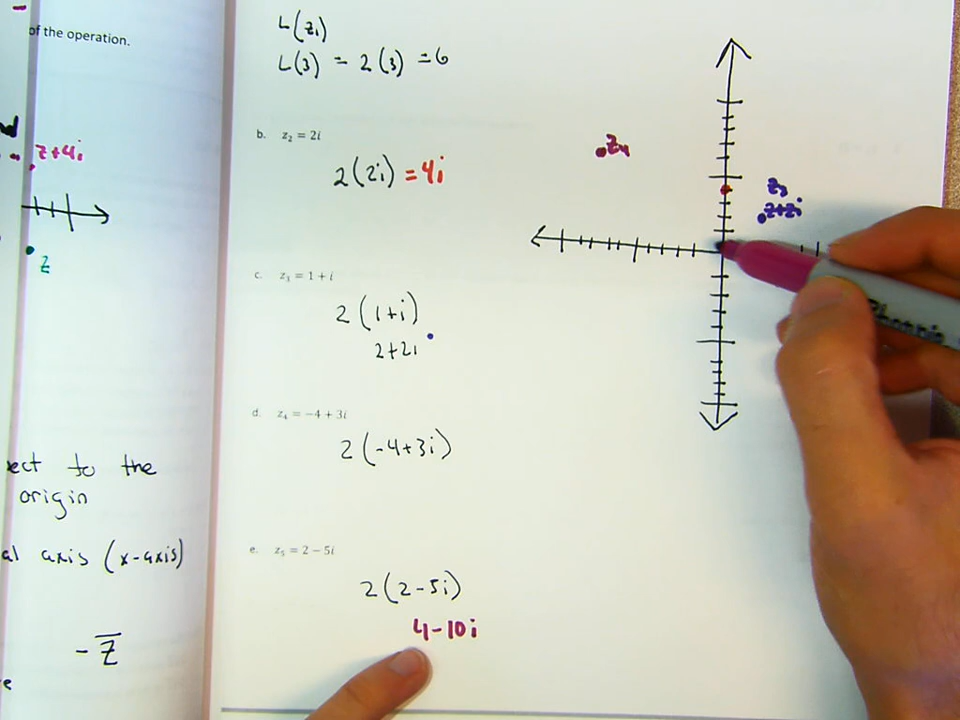 of the operation.
z+4i
z
ect to the
origin
al axis (x-axis)
- z̅
e
L(z₁)
L(3) = 2(3) = 6
b. z₂ = 2i
2(2i) = 4i
c. z₃ = 1 + i
2(1+i)
2+2i
d. z₄ = −4 + 3i
2(-4+3i)
e. z₅ = 2 − 5i
2(2-5i)
4-10i
z₄
z₃
2+2i